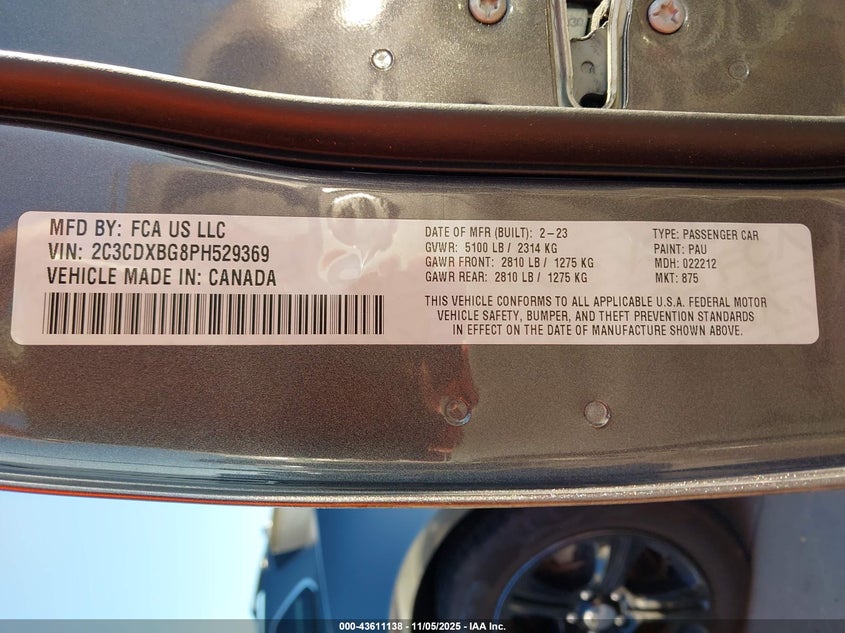 MFD BY: FCA US LLC
VIN: 2C3CDXBG8PH529369
VEHICLE MADE IN: CANADA
DATE OF MFR (BUILT): 2-23
GVWR: 5100 LB / 2314 KG
GAWR FRONT: 2810 LB / 1275 KG
GAWR REAR: 2810 LB / 1275 KG
TYPE: PASSENGER CAR
PAINT: PAU
MDH: 022212
MKT: 875
THIS VEHICLE CONFORMS TO ALL APPLICABLE U.S.A. FEDERAL MOTOR
VEHICLE SAFETY, BUMPER, AND THEFT PREVENTION STANDARDS
IN EFFECT ON THE DATE OF MANUFACTURE SHOWN ABOVE.
000-43611138 - 11/05/2025 - IAA Inc.